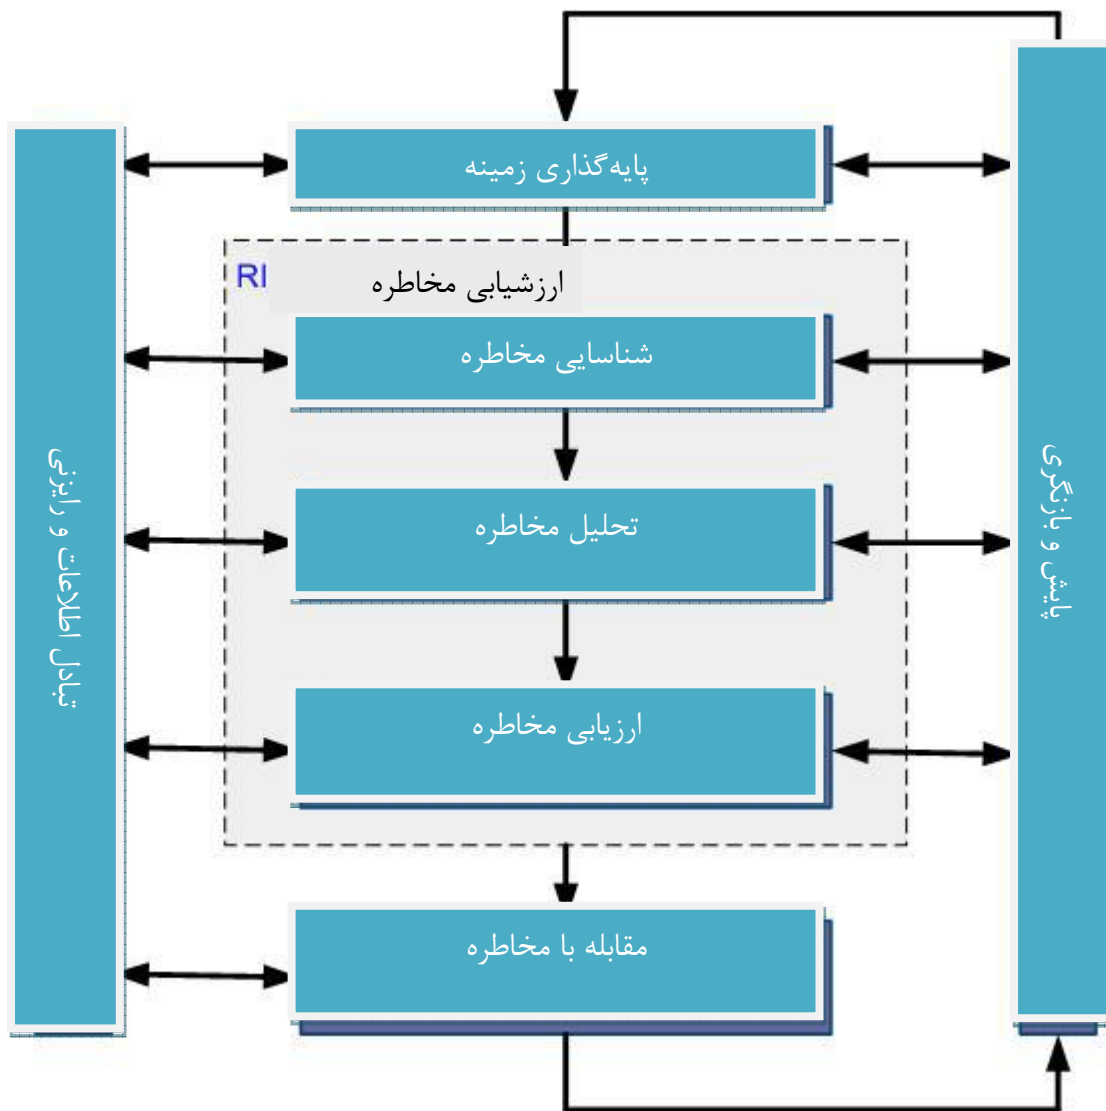 پایه‌گذاری زمینه
RI
ارزشیابی مخاطره
شناسایی مخاطره
تحلیل مخاطره
ارزیابی مخاطره
مقابله با مخاطره
پایش و بازنگری
تبادل اطلاعات و رایزنی